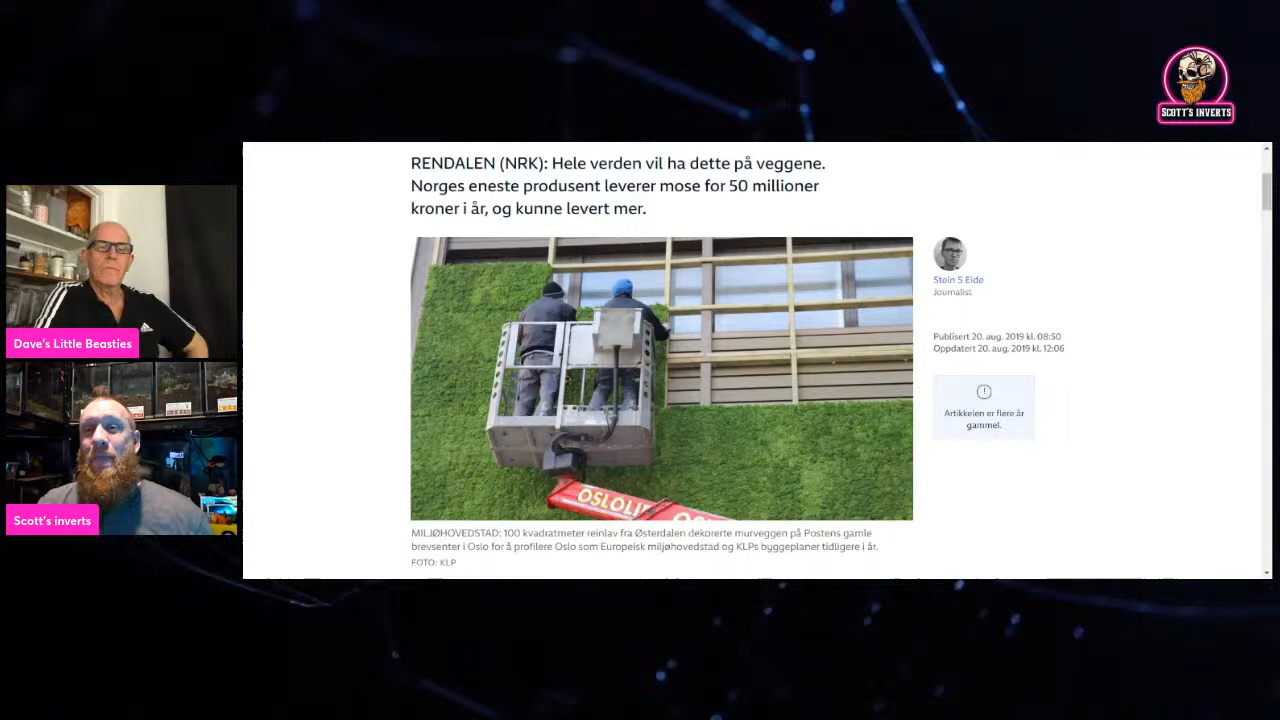 SCOTT'S INVERTS
RENDALEN (NRK): Hele verden vil ha dette på veggene.
Norges eneste produsent leverer mose for 50 millioner
kroner i år, og kunne levert mer.
Stein S Eide
Journalist
Publisert 20. aug. 2019 kl. 08:50
Oppdatert 20. aug. 2019 kl. 12:06
Artikkelen er flere år
gammel.
OSLOLI
MILJØHOVEDSTAD: 100 kvadratmeter reinlav fra Østerdalen dekorerte murveggen på Postens gamle
brevsenter i Oslo for å profilere Oslo som Europeisk miljøhovedstad og KLPs byggeplaner tidligere i år.
FOTO: KLP
Dave's Little Beasties
Scott's inverts